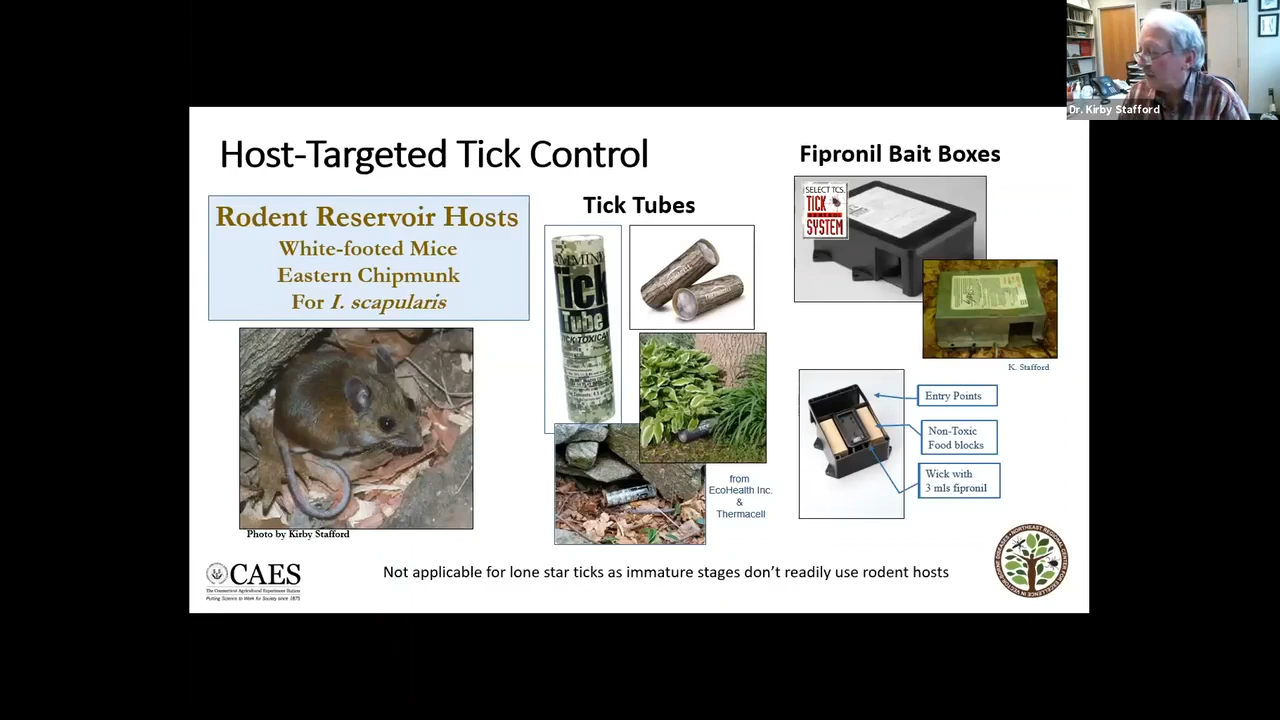 Dr. Kirby Stafford
Host-Targeted Tick Control
Rodent Reservoir Hosts
White-footed Mice
Eastern Chipmunk
For I. scapularis
Photo by Kirby Stafford
Tick Tubes
Tick
Tube
from
EcoHealth Inc.
&
Thermacell
Fipronil Bait Boxes
SELECT TCS.
TICK
SYSTEM
K. Stafford
Entry Points
Non-Toxic
Food blocks
Wick with
3 mls fipronil
CAES
The Connecticut Agricultural Experiment Station
Putting Science to Work for Society since 1875
Not applicable for lone star ticks as immature stages don't readily use rodent hosts